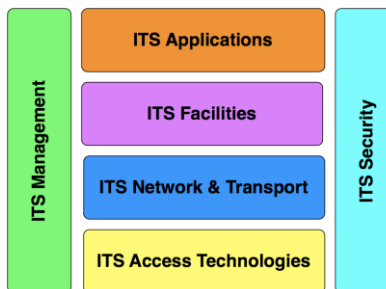 ITS Management
ITS Applications
ITS Facilities
ITS Network & Transport
ITS Access Technologies
ITS Security